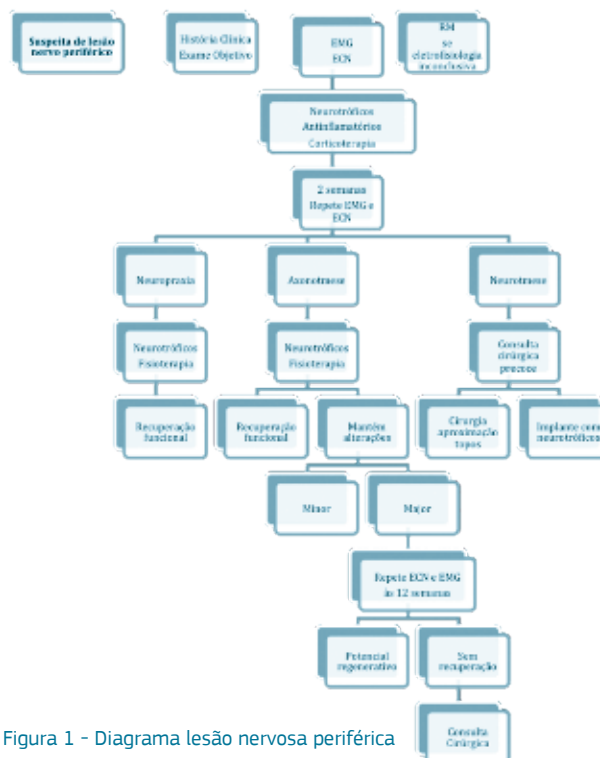 Suspeita de lesão
nervo periférico
História Clínica
Exame Objetivo
EMG
ECN
RM
se
eletrofisiologia
inconclusiva
Neurotróficos
Antinflamatórios
Corticoterapia
2 semanas
Repete EMG e
ECN
Neuropraxia
Axonotmese
Neurotmese
Neurotróficos
Fisioterapia
Neurotróficos
Fisioterapia
Consulta
cirúrgica
precoce
Recuperação
funcional
Recuperação
funcional
Mantém
alterações
Cirurgia
aproximação
topos
Implante com
neurotróficos
Minor
Major
Repete ECN e EMG
às 12 semanas
Potencial
regenerativo
Sem
recuperação
Consulta
Cirúrgica
Figura 1 - Diagrama lesão nervosa periférica